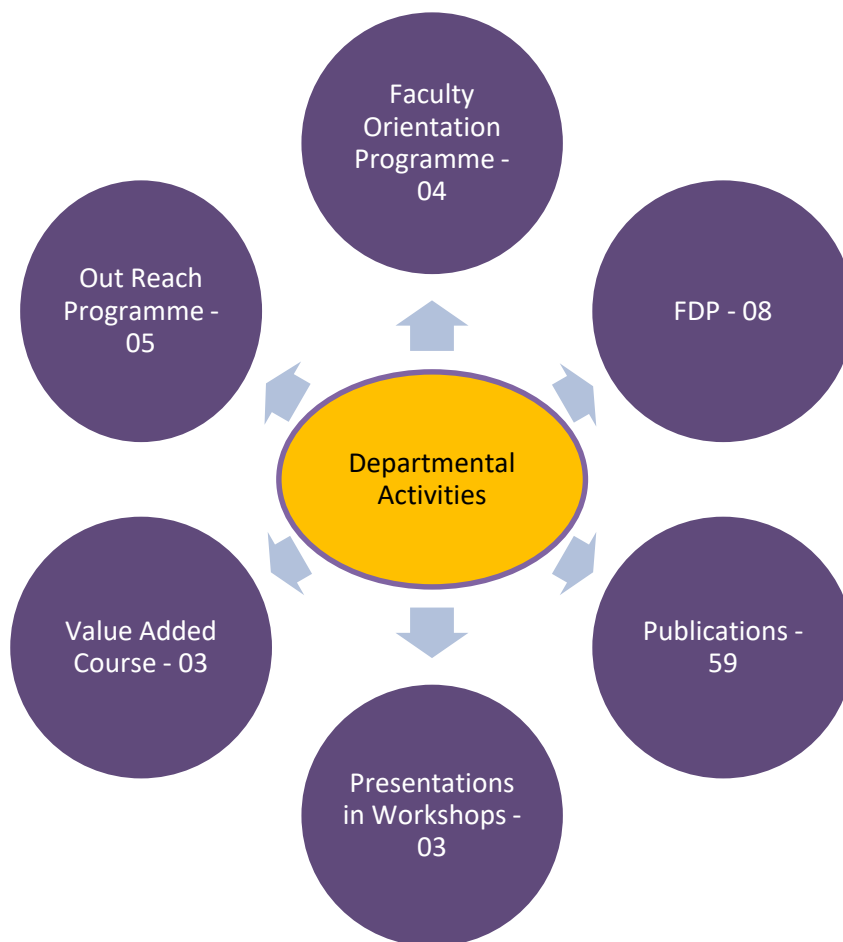 Faculty
Orientation
Programme -
04
Out Reach
Programme -
05
FDP - 08
Departmental
Activities
Value Added
Course - 03
Publications -
59
Presentations
in Workshops -
03